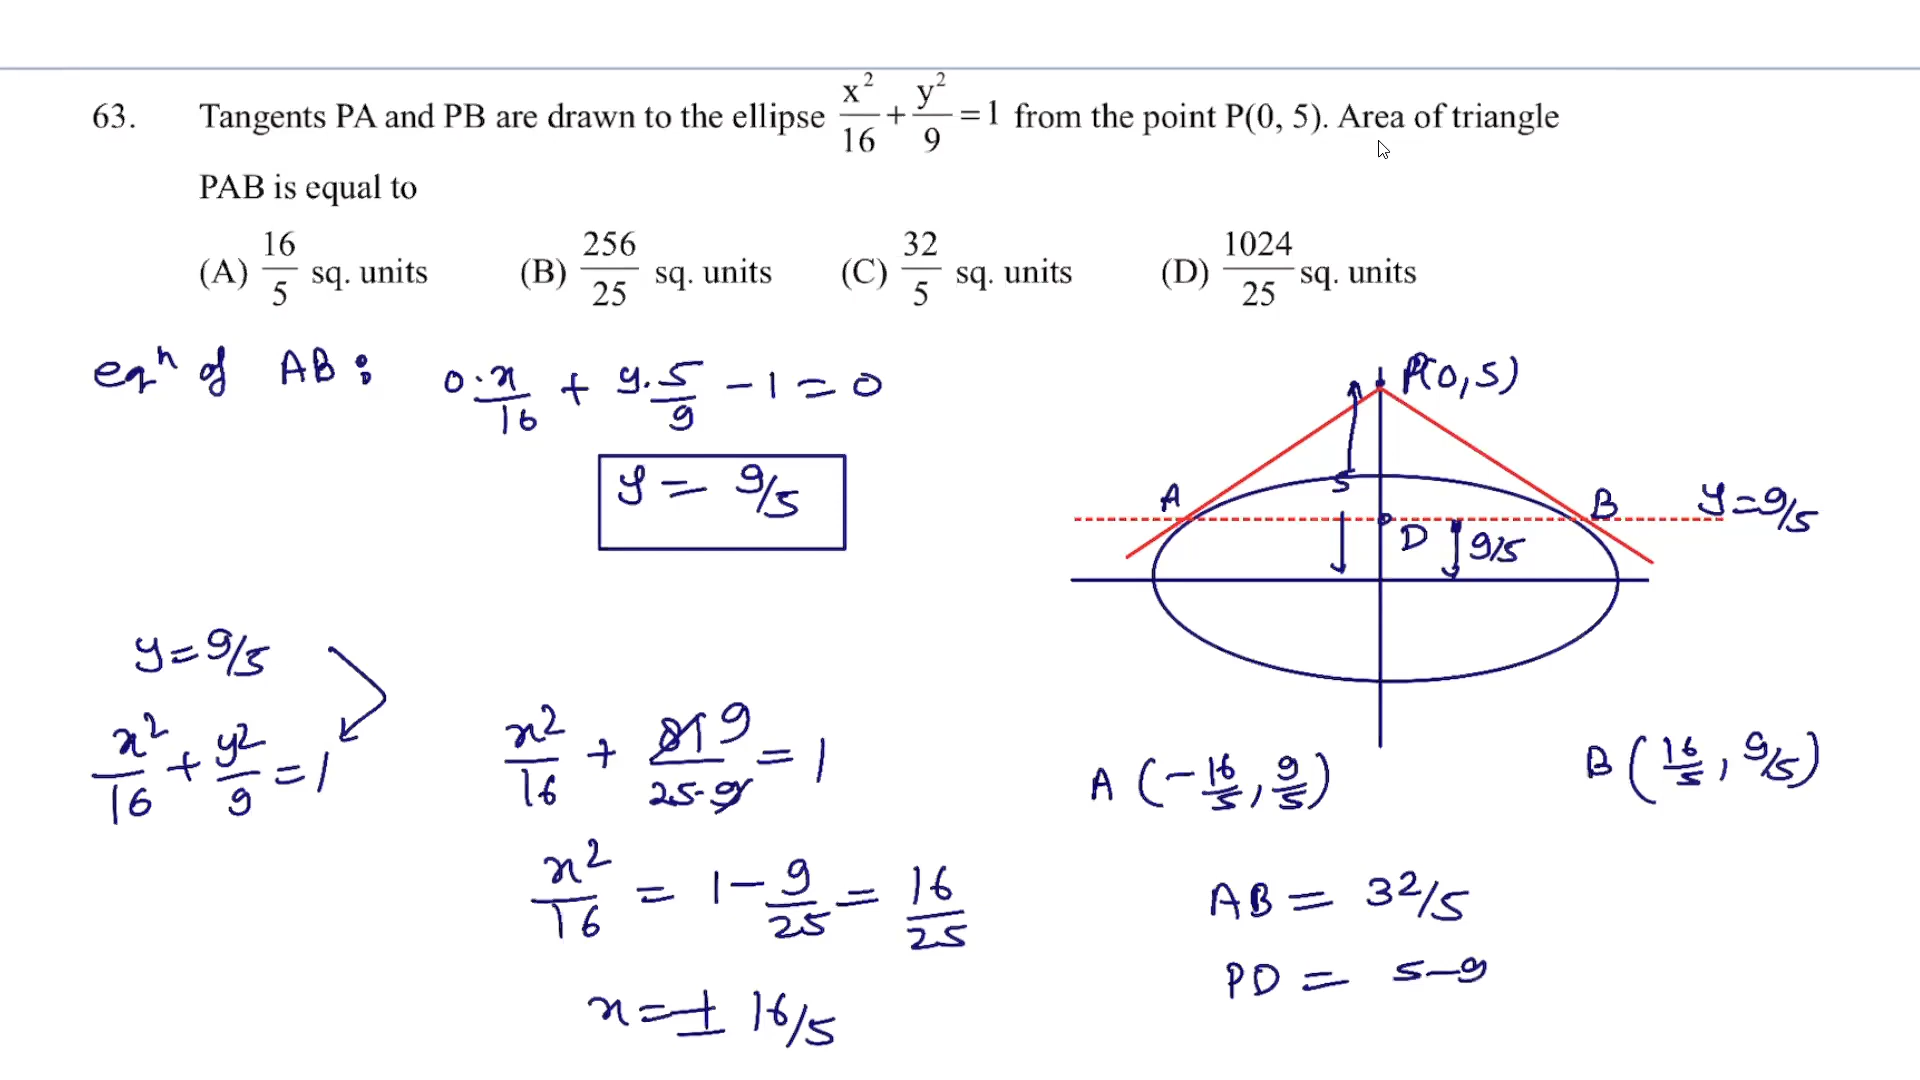 63. Tangents PA and PB are drawn to the ellipse x²/16 + y²/9 = 1 from the point P(0, 5). Area of triangle
PAB is equal to
(A) 16/5 sq. units (B) 256/25 sq. units (C) 32/5 sq. units (D) 1024/25 sq. units
eqⁿ of AB : 0·x/16 + y·5/9 - 1 = 0
y = 9/5
P(0,5)
5
A
B
y = 9/5
D
9/5
y = 9/5
x²/16 + y²/9 = 1
x²/16 + 81 9/25·9 = 1
x²/16 = 1 - 9/25 = 16/25
x = ± 16/5
A (-16/5, 9/5)
B (16/5, 9/5)
AB = 32/5
PD = 5-9